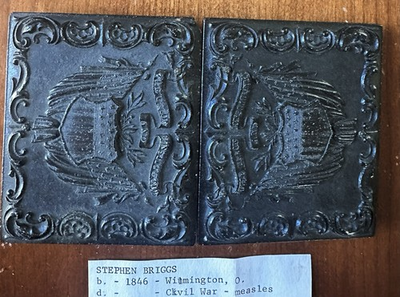 STEPHEN BRIGGS
b. - 1846 - Wilmington, O.
d. -      - Civil War - measles